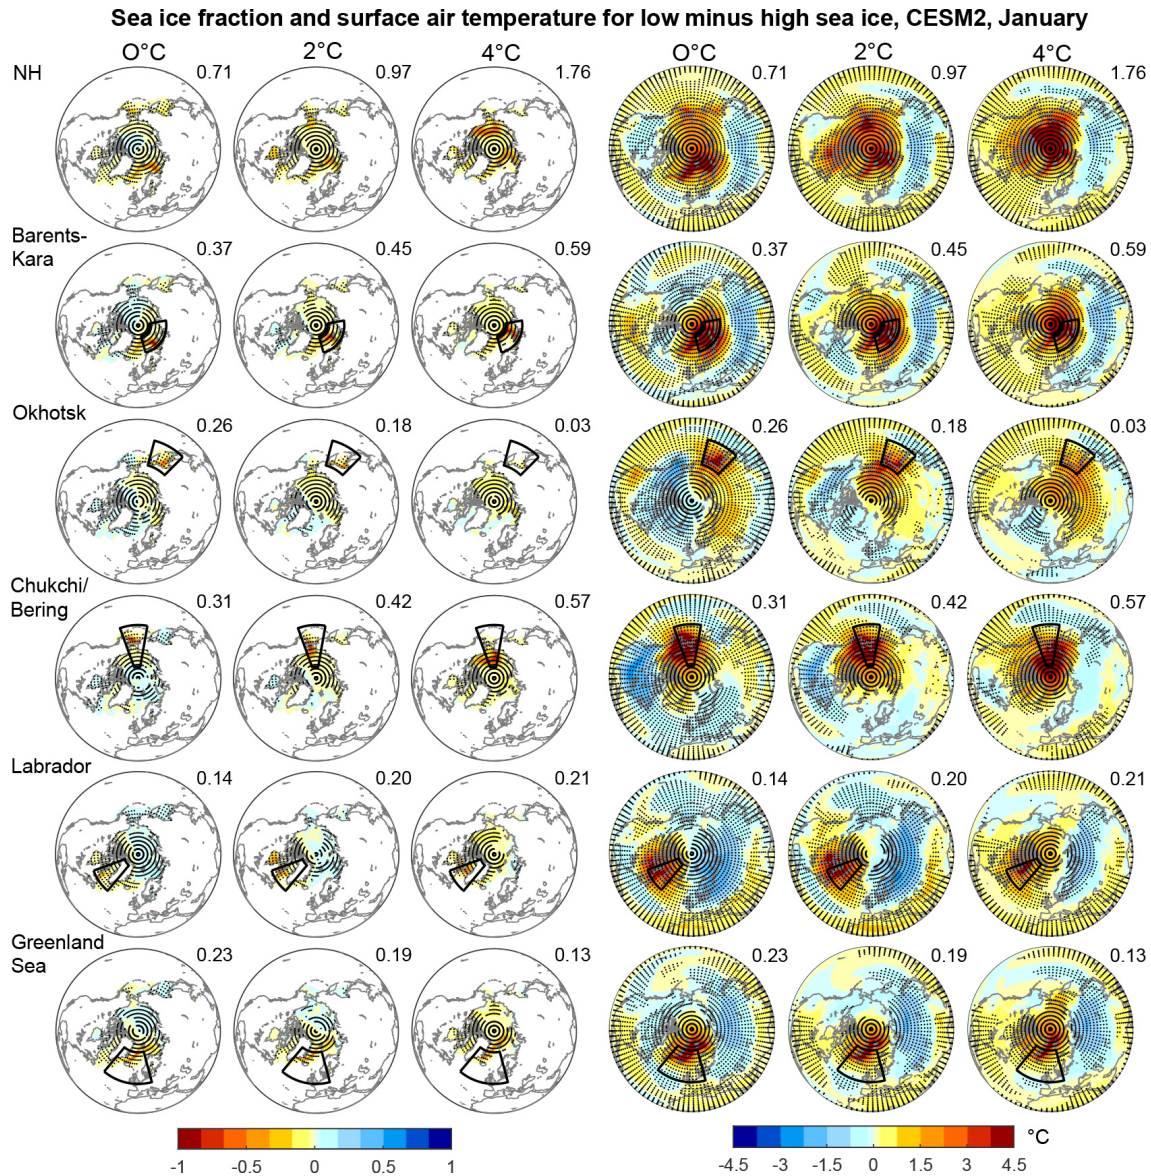 Sea ice fraction and surface air temperature for low minus high sea ice, CESM2, January
0°C 2°C 4°C 0°C 2°C 4°C
NH 0.71 0.97 1.76 0.71 0.97 1.76
Barents-
Kara 0.37 0.45 0.59 0.37 0.45 0.59
Okhotsk 0.26 0.18 0.03 0.26 0.18 0.03
Chukchi/
Bering 0.31 0.42 0.57 0.31 0.42 0.57
Labrador 0.14 0.20 0.21 0.14 0.20 0.21
Greenland
Sea 0.23 0.19 0.13 0.23 0.19 0.13
°C
-1 -0.5 0 0.5 1 -4.5 -3 -1.5 0 1.5 3 4.5